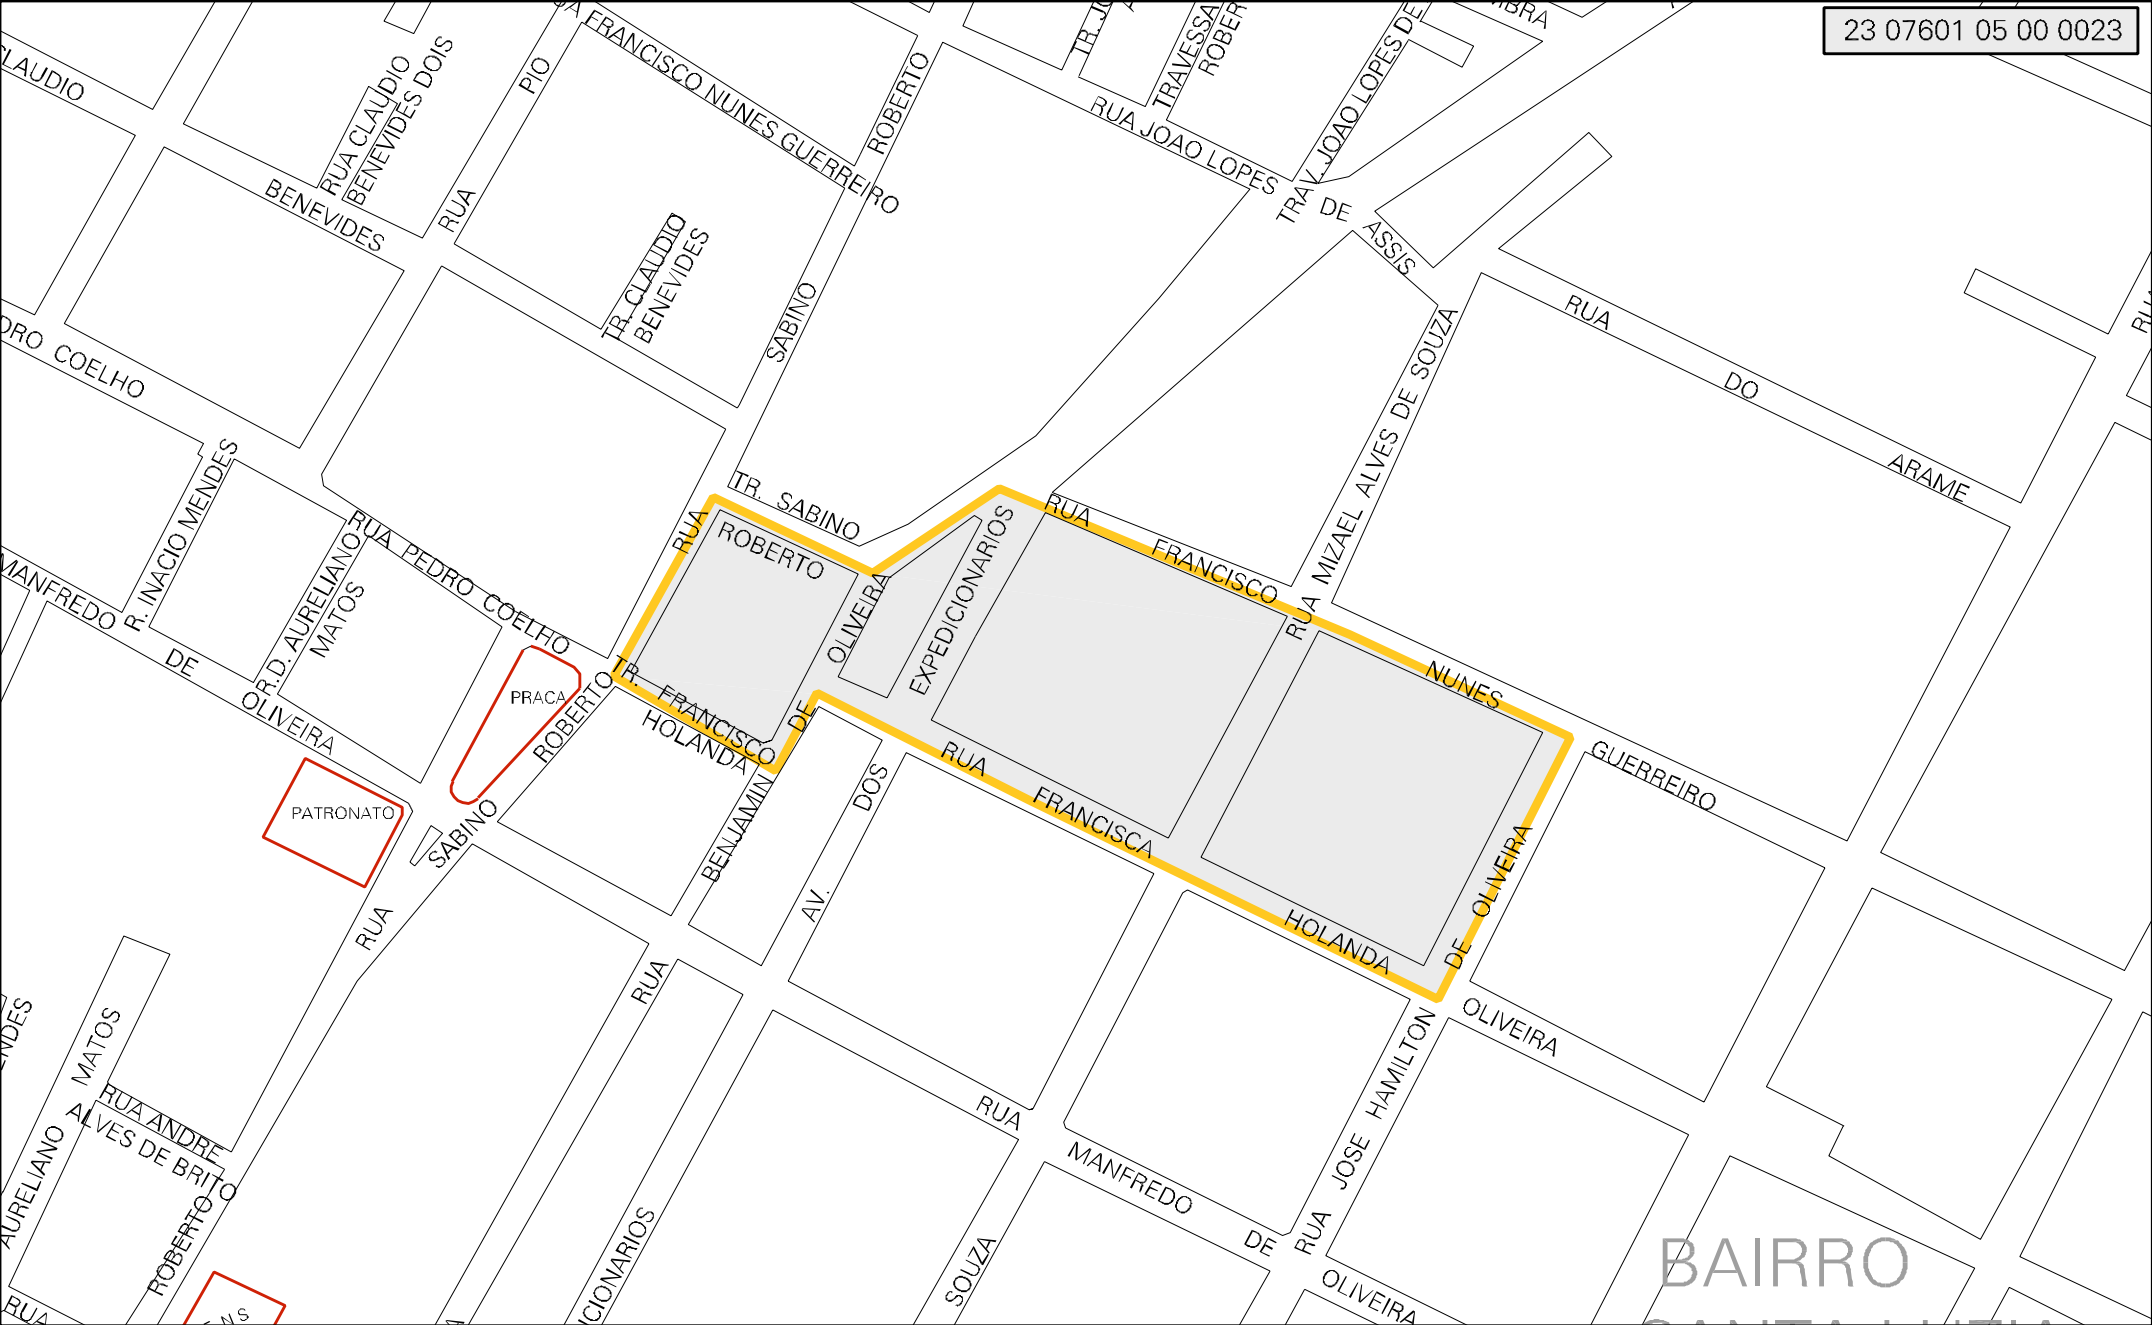 23 07601 05 00 0023
CLAUDIO
RUA CLAUDIO
BENEVIDES DOIS
PIO
RUA
FRANCISCO NUNES GUERREIRO
ROBERTO
TRAVESSA
ROBER
RUA JOAO LOPES
TRAV. JOAO LOPES DE
DE
ASSIS
BENEVIDES
TR. CLAUDIO
BENEVIDES
SABINO
RUA
DO
ARAME
COELHO
R. INACIO MENDES
RUA PEDRO COELHO
R.D. AURELIANO
MATOS
MANFREDO
DE
OLIVEIRA
TR. SABINO
ROBERTO
RUA
OLIVEIRA
EXPEDICIONARIOS
RUA
FRANCISCO
NUNES
GUERREIRO
RUA MIZAEL ALVES DE SOUZA
PRACA
PATRONATO
TR.
FRANCISCO
HOLANDA
ROBERTO
SABINO
RUA
DE
BENJAMIN
RUA
DOS
AV.
RUA
FRANCISCA
HOLANDA
OLIVEIRA
OLIVEIRA
DE
HAMILTON
JOSE
RUA
MATOS
AURELIANO
RUA ANDRE
ALVES DE BRITO
ROBERTO
RUA
CIONARIOS
SOUZA
RUA
MANFREDO
DE
OLIVEIRA
BAIRRO
SANTA LUZIA